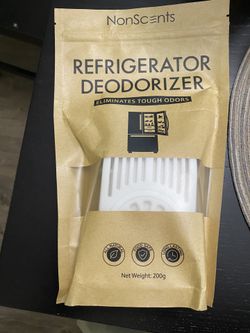 NonScents
REFRIGERATOR
DEODORIZER
ELIMINATES TOUGH ODORS
Net Weight: 200g